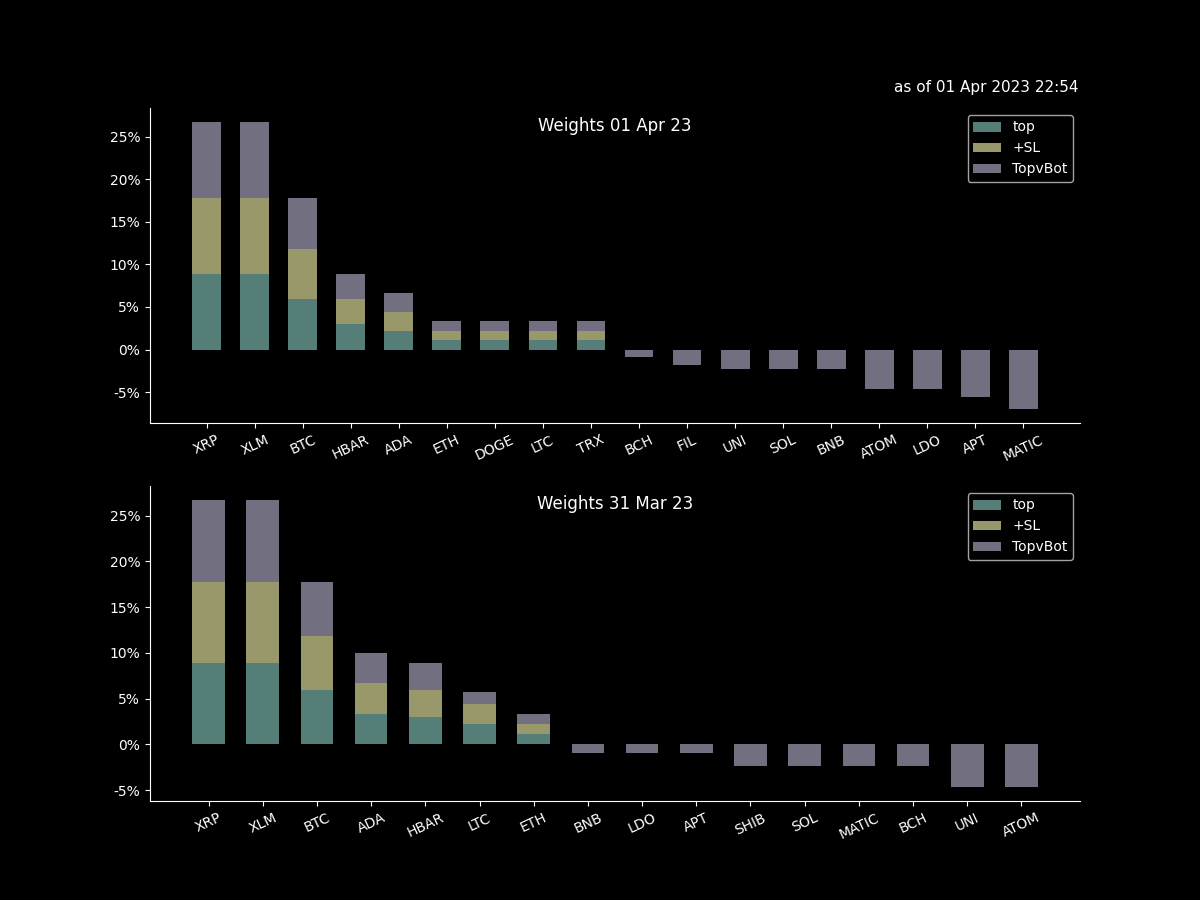 as of 01 Apr 2023 22:54
Weights 01 Apr 23
top
+SL
TopvBot
25%
20%
15%
10%
5%
0%
-5%
XRP XLM BTC HBAR ADA ETH DOGE LTC TRX BCH FIL UNI SOL BNB ATOM LDO APT MATIC
Weights 31 Mar 23
top
+SL
TopvBot
25%
20%
15%
10%
5%
0%
-5%
XRP XLM BTC ADA HBAR LTC ETH BNB LDO APT SHIB SOL MATIC BCH UNI ATOM